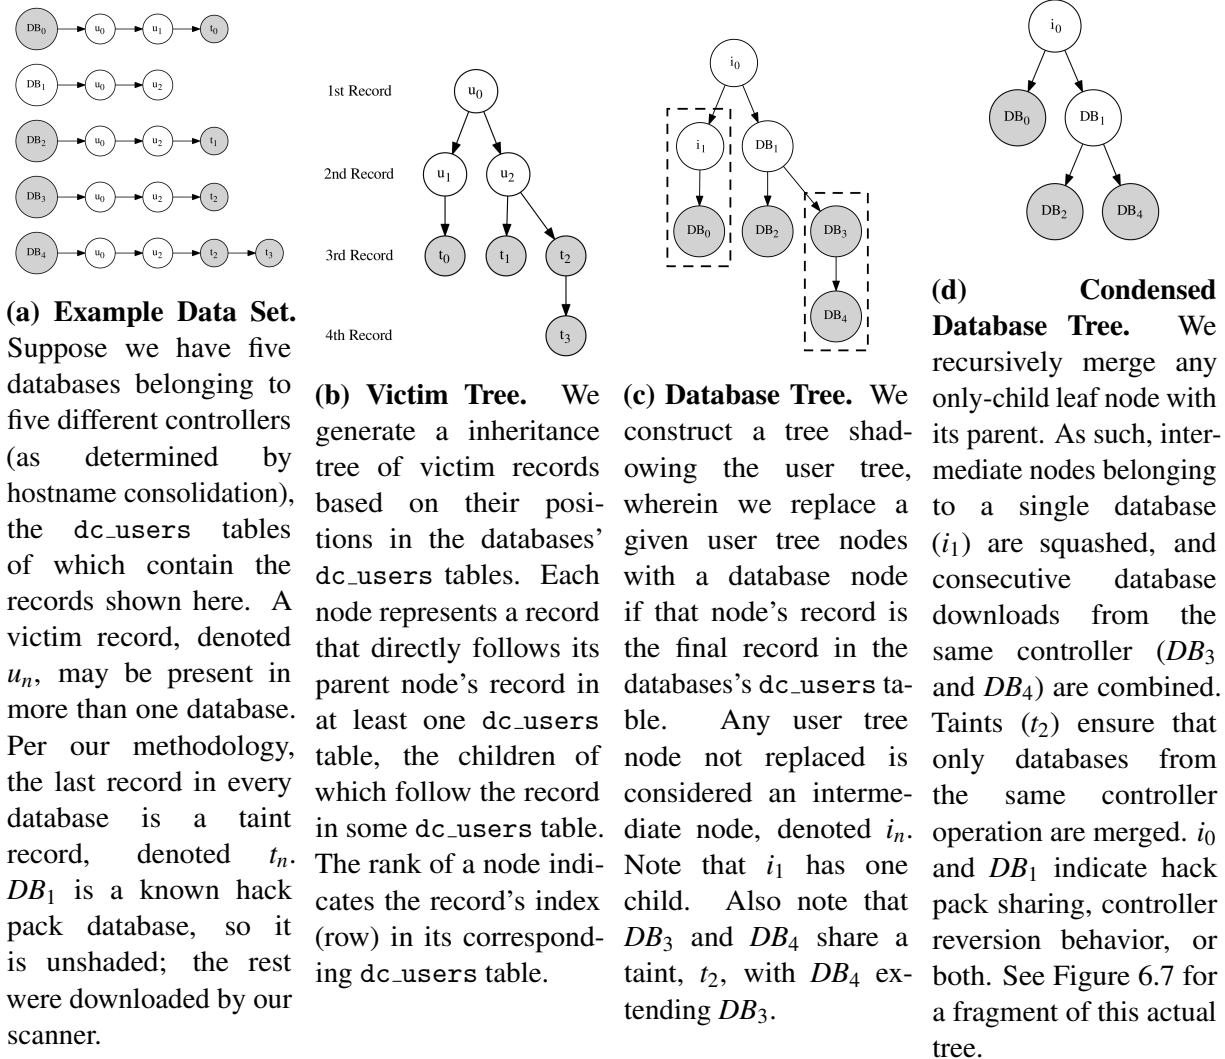 DB0 u0 u1 t0
DB1 u0 u2
DB2 u0 u2 t1
DB3 u0 u2 t2
DB4 u0 u2 t2 t3
(a) Example Data Set.
Suppose we have five
databases belonging to
five different controllers
(as determined by
hostname consolidation),
the dc_users tables
of which contain the
records shown here. A
victim record, denoted
un, may be present in
more than one database.
Per our methodology,
the last record in every
database is a taint
record, denoted tn.
DB1 is a known hack
pack database, so it
is unshaded; the rest
were downloaded by our
scanner.
1st Record u0
2nd Record u1 u2
3rd Record t0 t1 t2
4th Record t3
(b) Victim Tree. We
generate a inheritance
tree of victim records
based on their posi-
tions in the databases'
dc_users tables. Each
node represents a record
that directly follows its
parent node's record in
at least one dc_users
table, the children of
which follow the record
in some dc_users table.
The rank of a node indi-
cates the record's index
(row) in its correspond-
ing dc_users table.
i0
i1 DB1
DB0 DB2 DB3
DB4
(c) Database Tree. We
construct a tree shad-
owing the user tree,
wherein we replace a
given user tree nodes
with a database node
if that node's record is
the final record in the
databases's dc_users ta-
ble. Any user tree
node not replaced is
considered an interme-
diate node, denoted in.
Note that i1 has one
child. Also note that
DB3 and DB4 share a
taint, t2, with DB4 ex-
tending DB3.
i0
DB0 DB1
DB2 DB4
(d) Condensed
Database Tree. We
recursively merge any
only-child leaf node with
its parent. As such, inter-
mediate nodes belonging
to a single database
(i1) are squashed, and
consecutive database
downloads from the
same controller (DB3
and DB4) are combined.
Taints (t2) ensure that
only databases from
the same controller
operation are merged. i0
and DB1 indicate hack
pack sharing, controller
reversion behavior, or
both. See Figure 6.7 for
a fragment of this actual
tree.